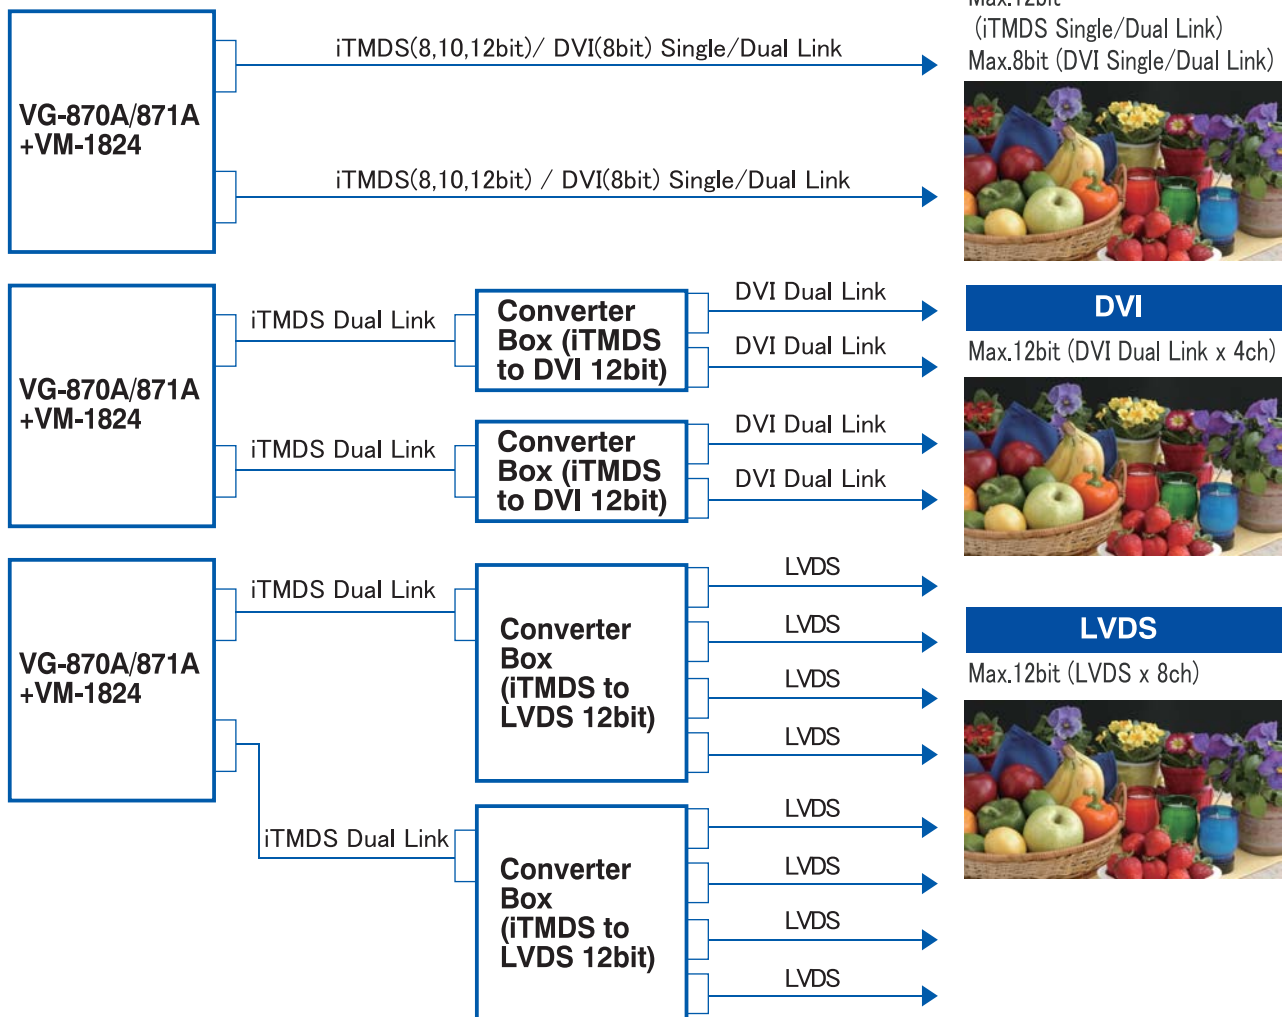 Max.12bit
(iTMDS Single/Dual Link)
Max.8bit (DVI Single/Dual Link)
iTMDS(8,10,12bit)/ DVI(8bit) Single/Dual Link
VG-870A/871A
+VM-1824
iTMDS(8,10,12bit) / DVI(8bit) Single/Dual Link
iTMDS Dual Link
Converter
Box (iTMDS
to DVI 12bit)
DVI Dual Link
DVI Dual Link
VG-870A/871A
+VM-1824
iTMDS Dual Link
Converter
Box (iTMDS
to DVI 12bit)
DVI Dual Link
DVI Dual Link
DVI
Max.12bit (DVI Dual Link x 4ch)
VG-870A/871A
+VM-1824
iTMDS Dual Link
Converter
Box
(iTMDS to
LVDS 12bit)
LVDS
LVDS
LVDS
LVDS
LVDS
Max.12bit (LVDS x 8ch)
iTMDS Dual Link
Converter
Box
(iTMDS to
LVDS 12bit)
LVDS
LVDS
LVDS
LVDS